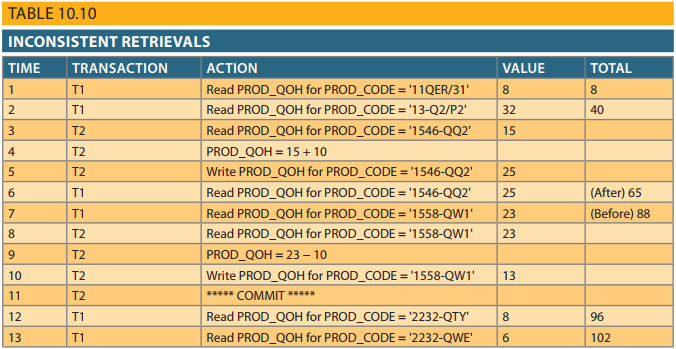 TABLE 10.10
INCONSISTENT RETRIEVALS
TIME TRANSACTION ACTION VALUE TOTAL
1 T1 Read PROD_QOH for PROD_CODE = '11QER/31' 8 8
2 T1 Read PROD_QOH for PROD_CODE = '13-Q2/P2' 32 40
3 T2 Read PROD_QOH for PROD_CODE = '1546-QQ2' 15
4 T2 PROD_QOH = 15 + 10
5 T2 Write PROD_QOH for PROD_CODE = '1546-QQ2' 25
6 T1 Read PROD_QOH for PROD_CODE = '1546-QQ2' 25 (After) 65
7 T1 Read PROD_QOH for PROD_CODE = '1558-QW1' 23 (Before) 88
8 T2 Read PROD_QOH for PROD_CODE = '1558-QW1' 23
9 T2 PROD_QOH = 23 − 10
10 T2 Write PROD_QOH for PROD_CODE = '1558-QW1' 13
11 T2 ***** COMMIT *****
12 T1 Read PROD_QOH for PROD_CODE = '2232-QTY' 8 96
13 T1 Read PROD_QOH for PROD_CODE = '2232-QWE' 6 102